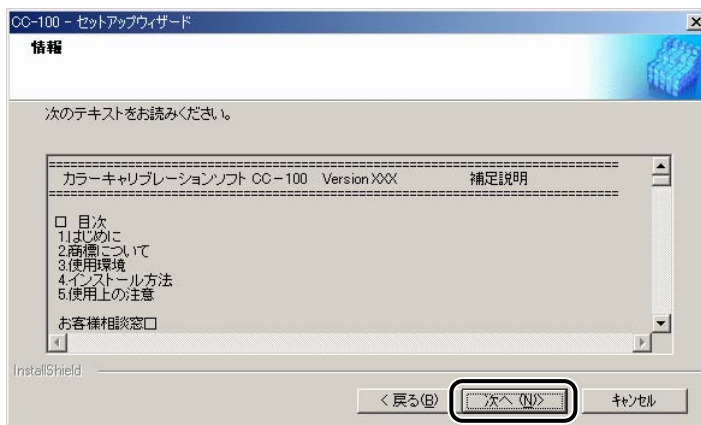 CC-100 - セットアップウィザード
情報
次のテキストをお読みください。
==============================================================
カラーキャリブレーションソフト CC-100 Version XXX 補足説明
==============================================================
□ 目次
1.はじめに
2.商標について
3.使用環境
4.インストール方法
5.使用上の注意
お客様相談窓口
InstallShield
< 戻る(B)
次へ (N)>
キャンセル